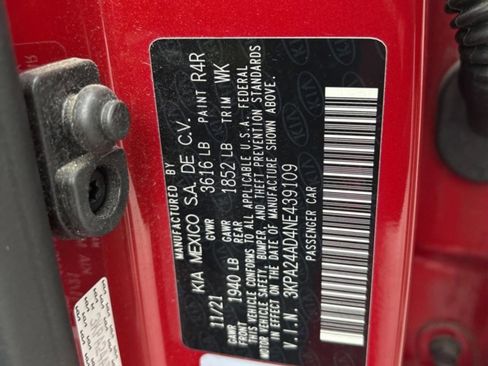 MANUFACTURED BY
KIA MEXICO S.A. DE C.V.
11/21 GVWR 3616 LB PAINT R4R
GAWR FRONT 1940 LB GAWR REAR 1852 LB TRIM WK
THIS VEHICLE CONFORMS TO ALL APPLICABLE U.S.A. FEDERAL
MOTOR VEHICLE SAFETY, BUMPER, AND THEFT PREVENTION STANDARDS
IN EFFECT ON THE DATE OF MANUFACTURE SHOWN ABOVE.
V.I.N. 3KPA24AD4NE439109
PASSENGER CAR